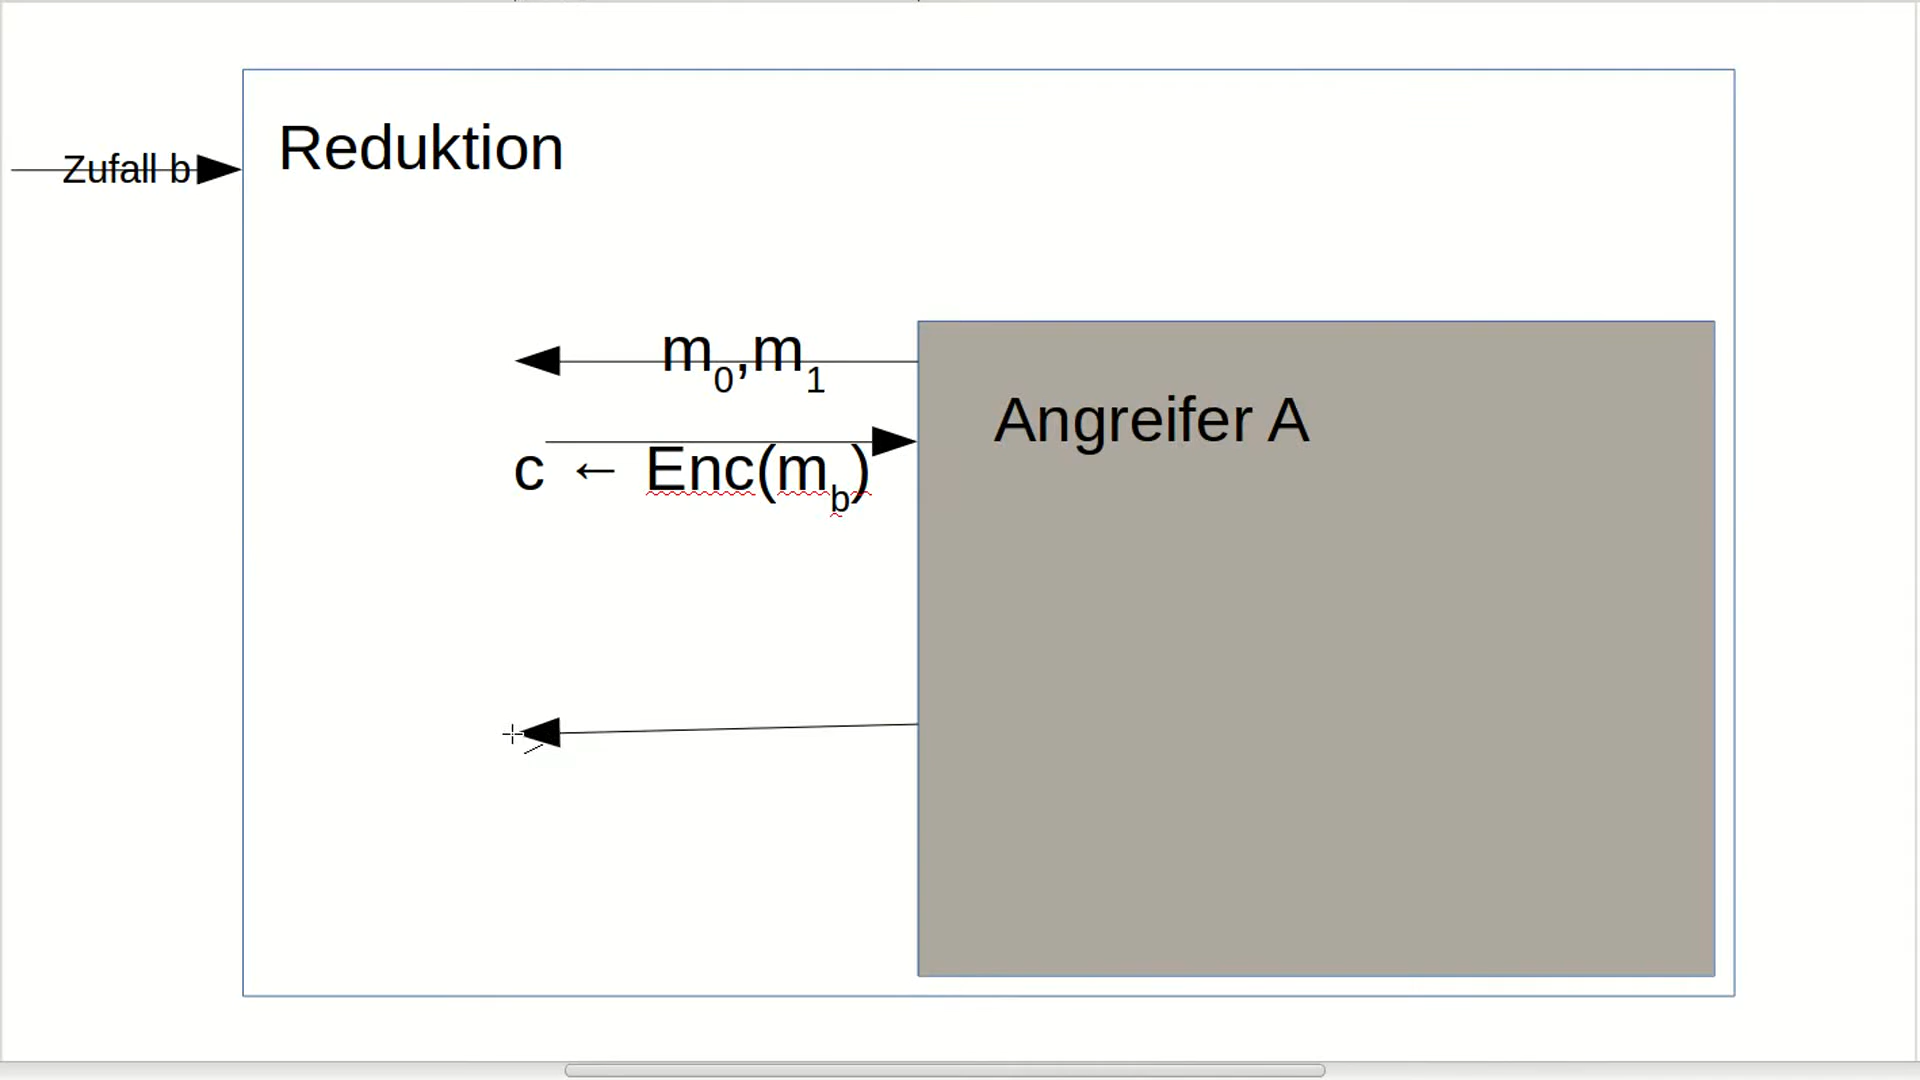 Reduktion
Zufall b
m0,m1
Angreifer A
c ← Enc(mb)